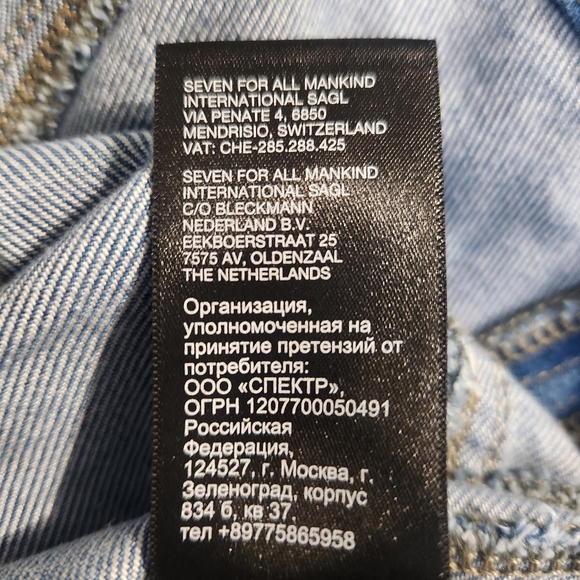 SEVEN FOR ALL MANKIND
INTERNATIONAL SAGL
VIA PENATE 4, 6850
MENDRISIO, SWITZERLAND
VAT: CHE-285.288.425
SEVEN FOR ALL MANKIND
INTERNATIONAL SAGL
C/O BLECKMANN
NEDERLAND B.V.
EEKBOERSTRAAT 25
7575 AV, OLDENZAAL
THE NETHERLANDS
Организация,
уполномоченная на
принятие претензий от
потребителя:
ООО «СПЕКТР»,
ОГРН 1207700050491
Российская
Федерация,
124527, г. Москва, г.
Зеленоград, корпус
834 б, кв 37,
тел +89775865958